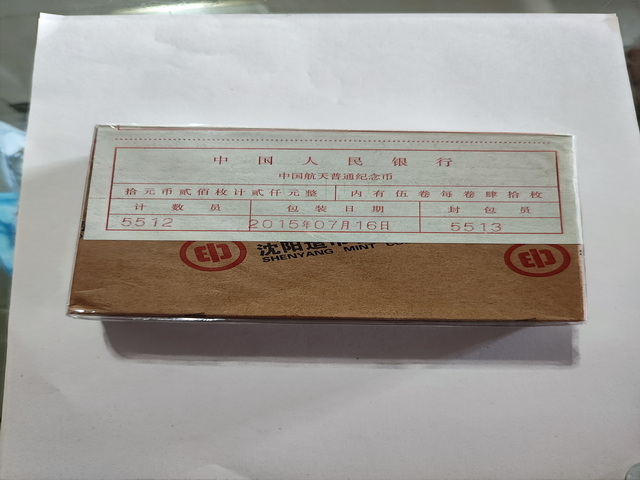 中国人民银行
中国航天普通纪念币
拾元币贰佰枚计贰仟元整 内有伍卷每卷肆拾枚
计数员 包装日期 封包员
5512 2015年07月16日 5513
沈阳造币
SHENYANG MINT CO